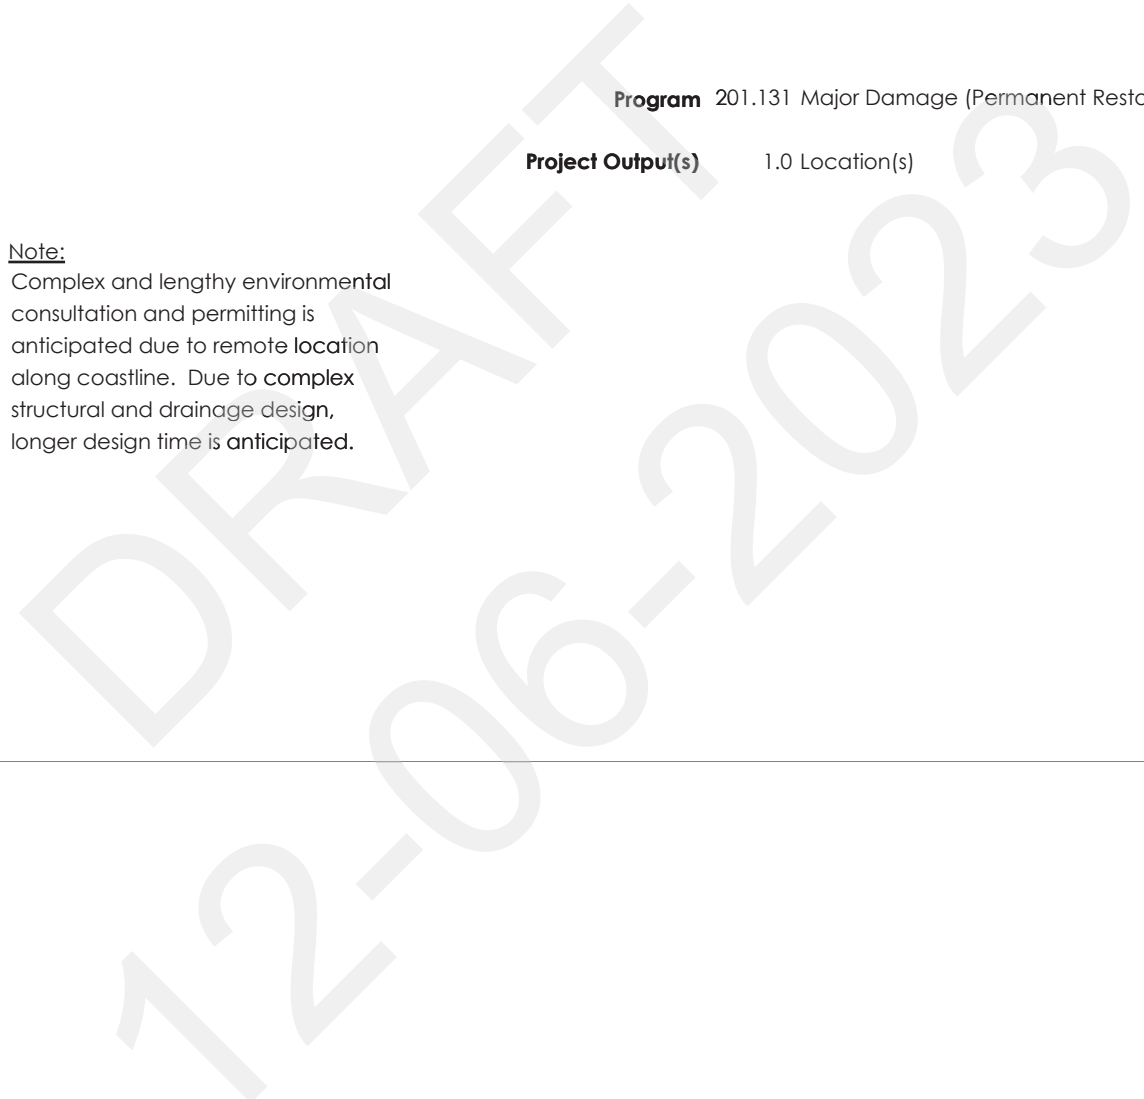 Program 201.131 Major Damage (Permanent Resto
Project Output(s) 1.0 Location(s)
Note:
Complex and lengthy environmental
consultation and permitting is
anticipated due to remote location
along coastline.  Due to complex
structural and drainage design,
longer design time is anticipated.
DRAFT
12-06-2023